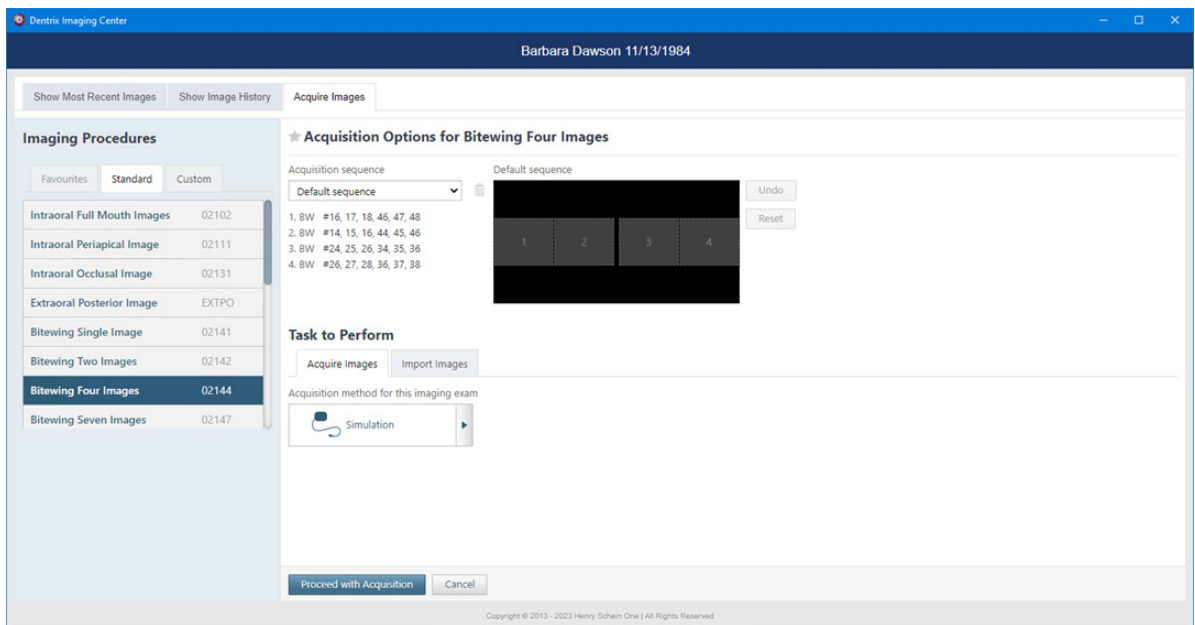 Dentrix Imaging Center
Barbara Dawson 11/13/1984
Show Most Recent Images Show Image History Acquire Images
Imaging Procedures
Favourites Standard Custom
Intraoral Full Mouth Images 02102
Intraoral Periapical Image 02111
Intraoral Occlusal Image 02131
Extraoral Posterior Image EXTPO
Bitewing Single Image 02141
Bitewing Two Images 02142
Bitewing Four Images 02144
Bitewing Seven Images 02147
Acquisition Options for Bitewing Four Images
Acquisition sequence
Default sequence
1. BW #16, 17, 18, 46, 47, 48
2. BW #14, 15, 16, 44, 45, 46
3. BW #24, 25, 26, 34, 35, 36
4. BW #26, 27, 28, 36, 37, 38
Default sequence
1 2 3 4
Undo
Reset
Task to Perform
Acquire Images Import Images
Acquisition method for this imaging exam
Simulation
Proceed with Acquisition Cancel
Copyright © 2013 - 2023 Henry Schein One | All Rights Reserved